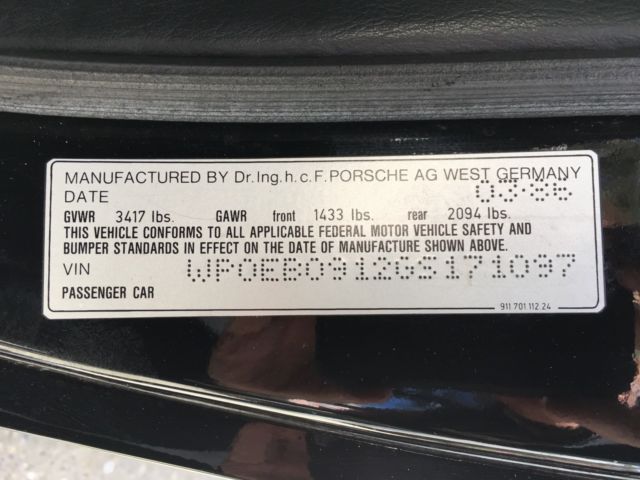 MANUFACTURED BY Dr.Ing.h.c.F.PORSCHE AG WEST GERMANY
DATE 03-86
GVWR 3417 lbs. GAWR front 1433 lbs. rear 2094 lbs.
THIS VEHICLE CONFORMS TO ALL APPLICABLE FEDERAL MOTOR VEHICLE SAFETY AND
BUMPER STANDARDS IN EFFECT ON THE DATE OF MANUFACTURE SHOWN ABOVE.
VIN WP0EB0912GS171097
PASSENGER CAR
911 701 112 24